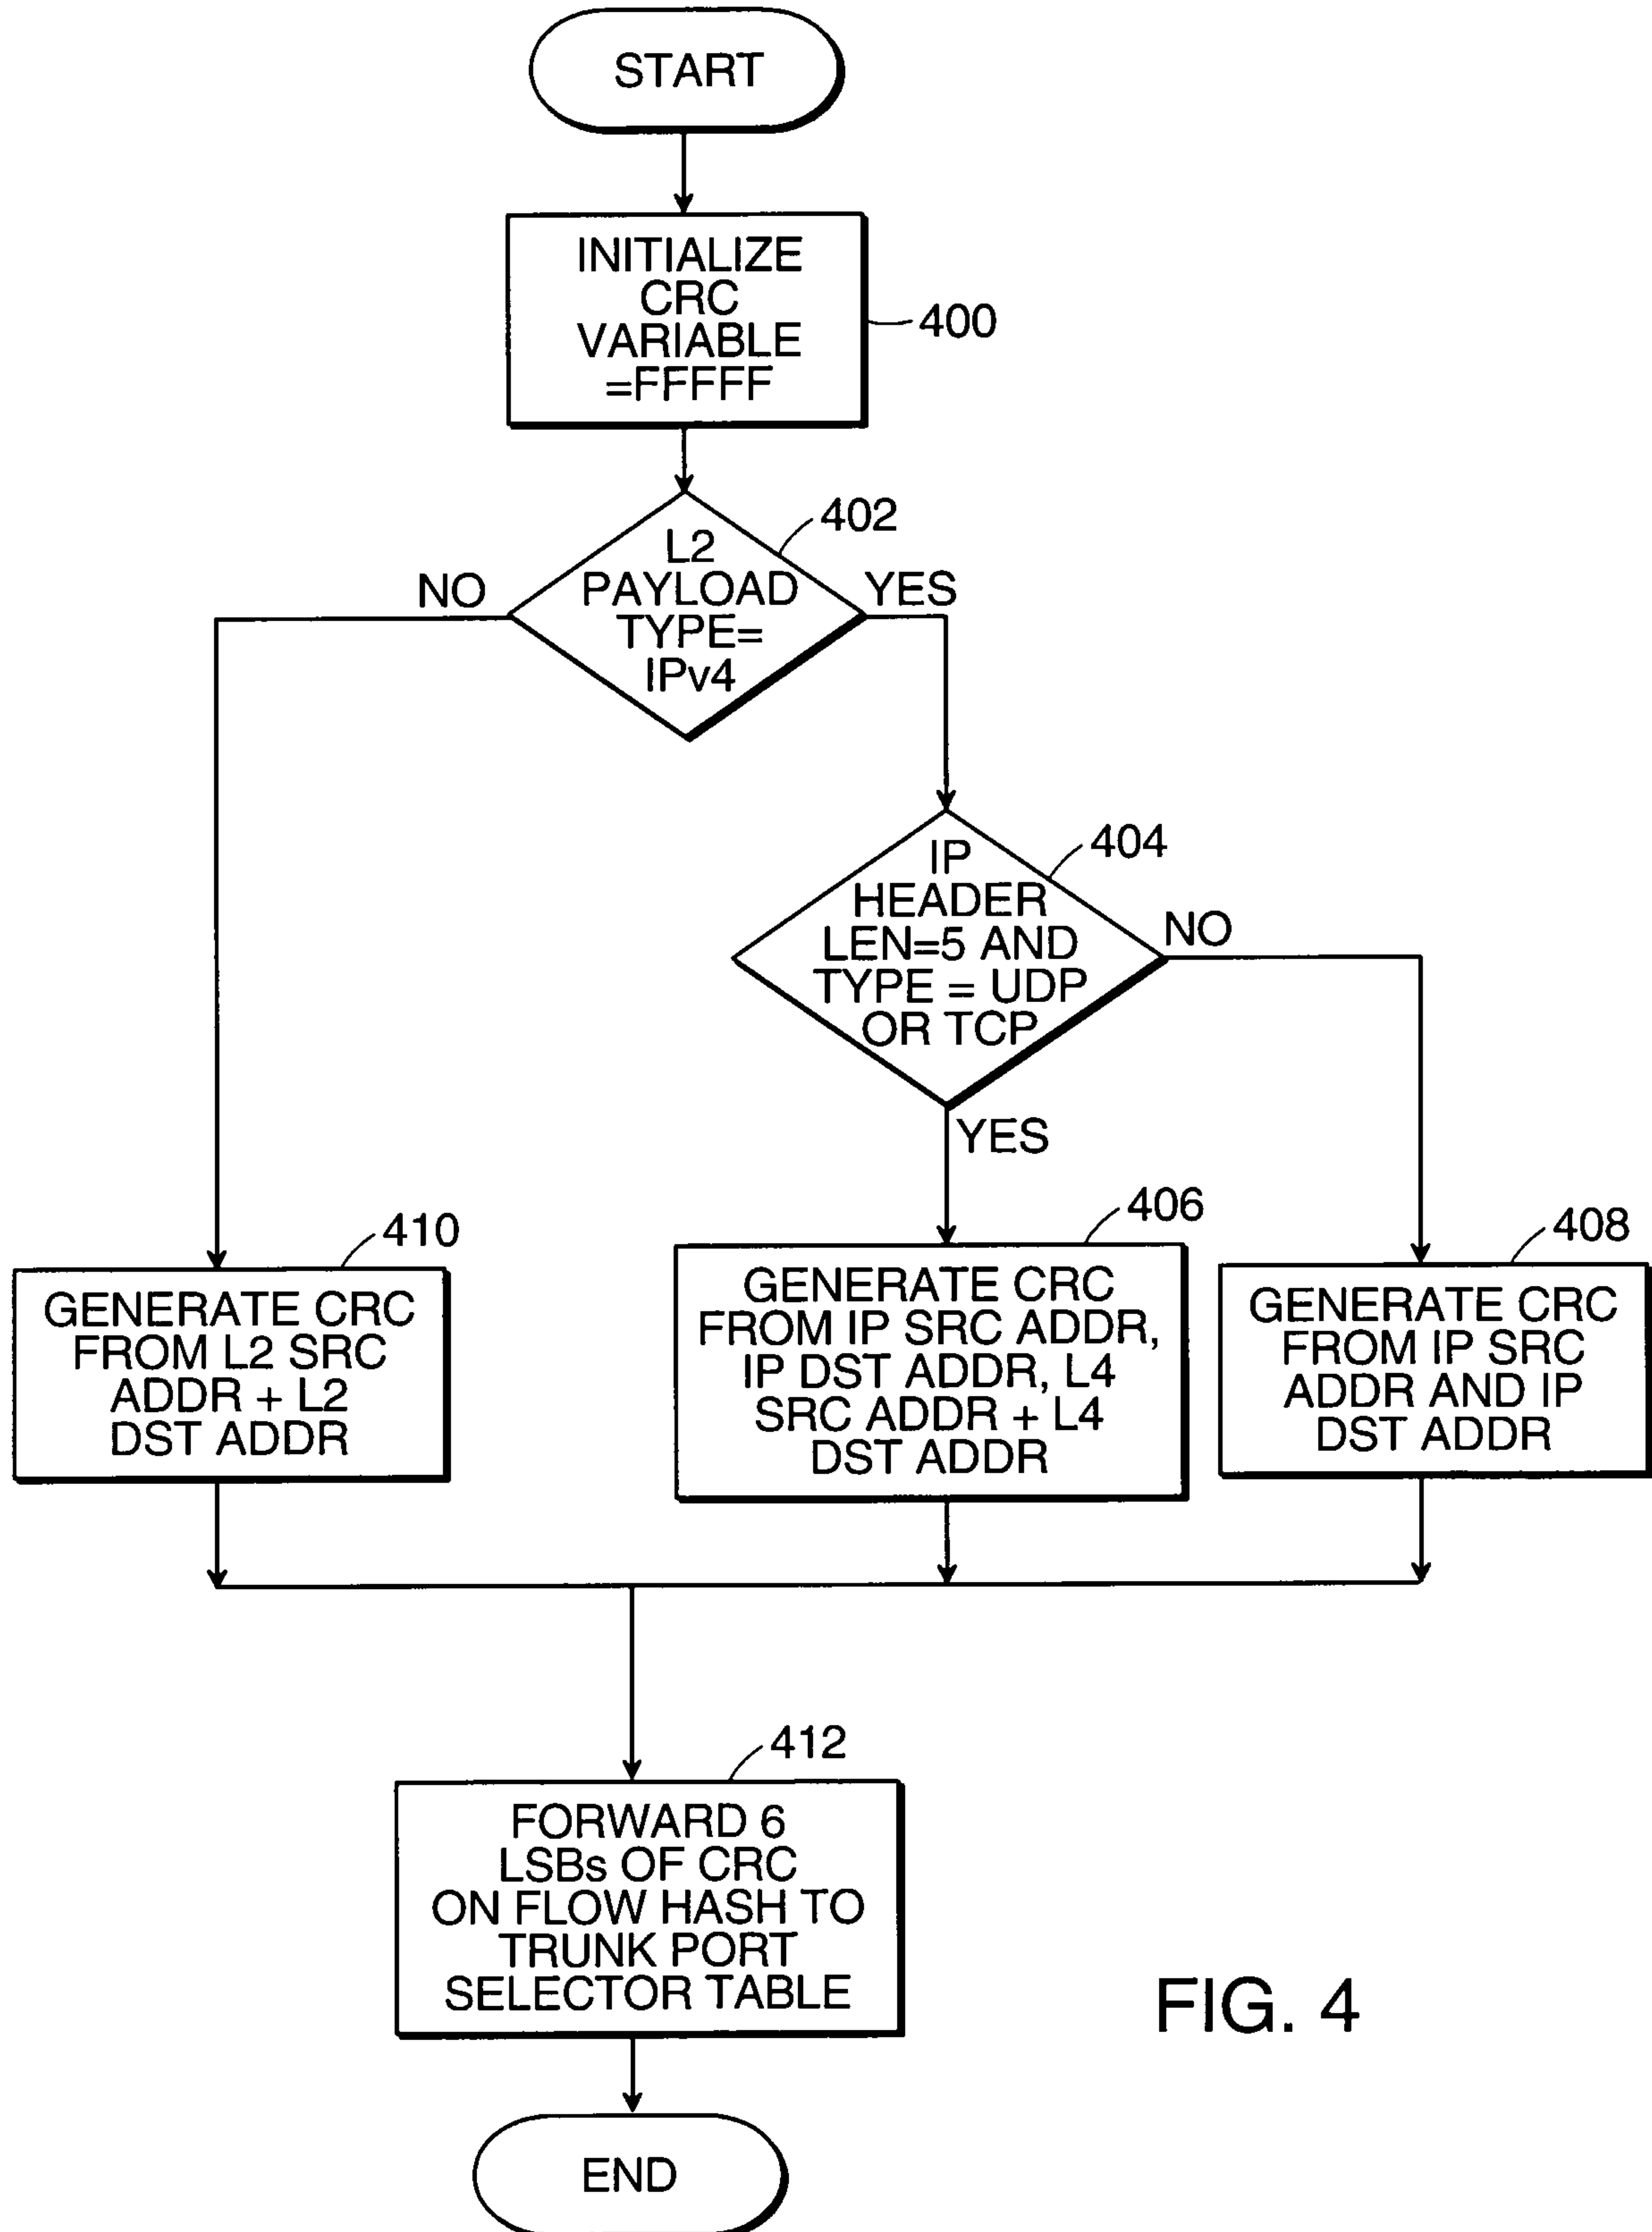 START
INITIALIZE
CRC
VARIABLE
=FFFFF
400
402
L2
PAYLOAD
TYPE=
IPv4
NO
YES
404
IP
HEADER
LEN=5 AND
TYPE = UDP
OR TCP
NO
YES
410
GENERATE CRC
FROM L2 SRC
ADDR + L2
DST ADDR
406
GENERATE CRC
FROM IP SRC ADDR,
IP DST ADDR, L4
SRC ADDR + L4
DST ADDR
408
GENERATE CRC
FROM IP SRC
ADDR AND IP
DST ADDR
412
FORWARD 6
LSBs OF CRC
ON FLOW HASH TO
TRUNK PORT
SELECTOR TABLE
FIG. 4
END